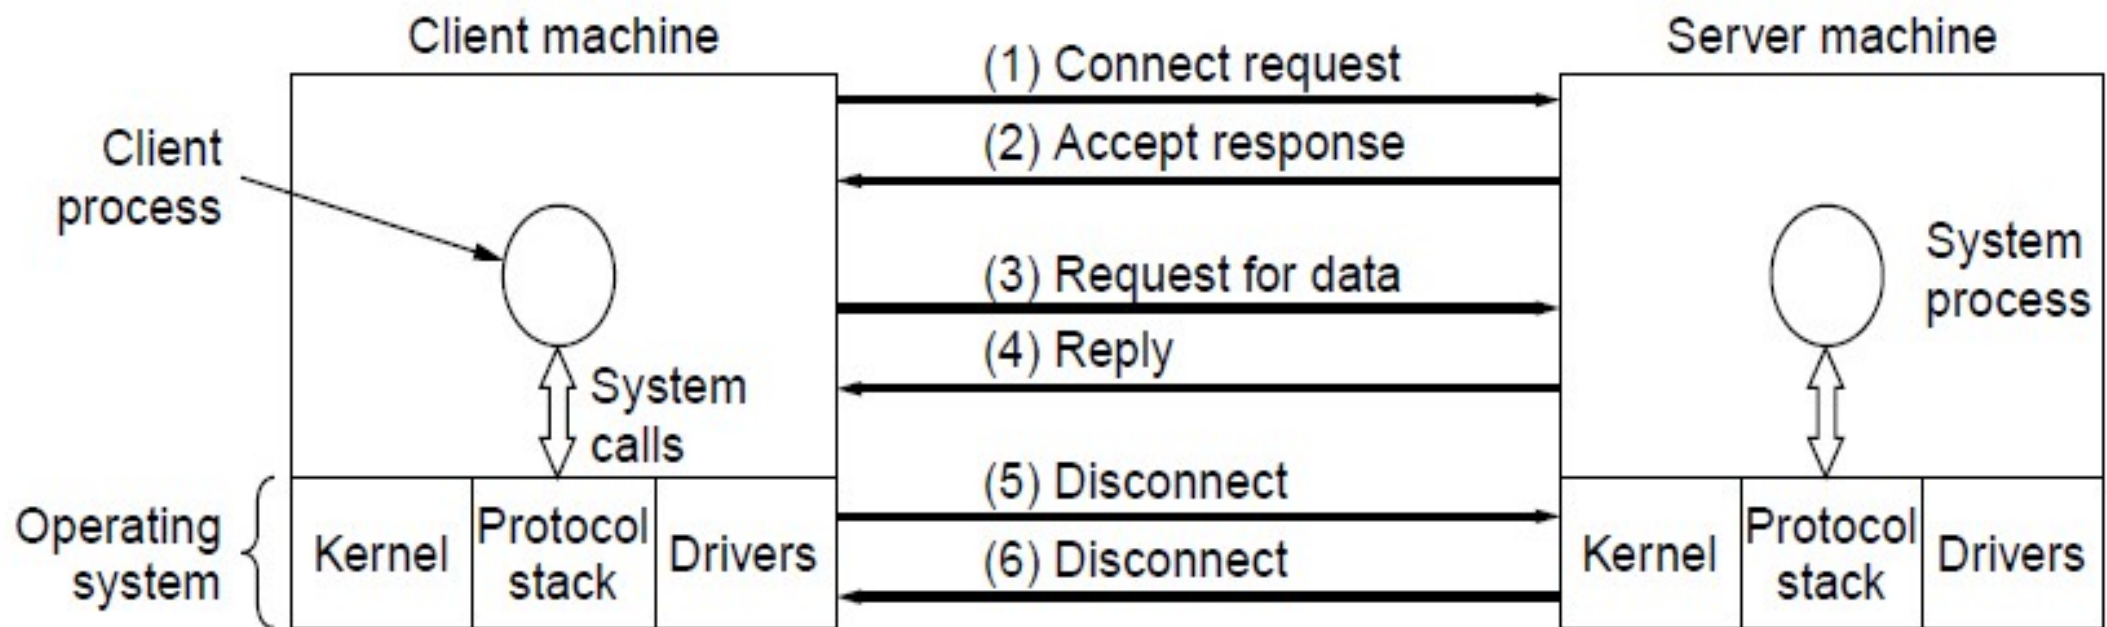 Client machine
Server machine
(1) Connect request
(2) Accept response
Client
process
(3) Request for data
System
process
(4) Reply
System
calls
(5) Disconnect
Operating
system
Kernel
Protocol
stack
Drivers
(6) Disconnect
Kernel
Protocol
stack
Drivers